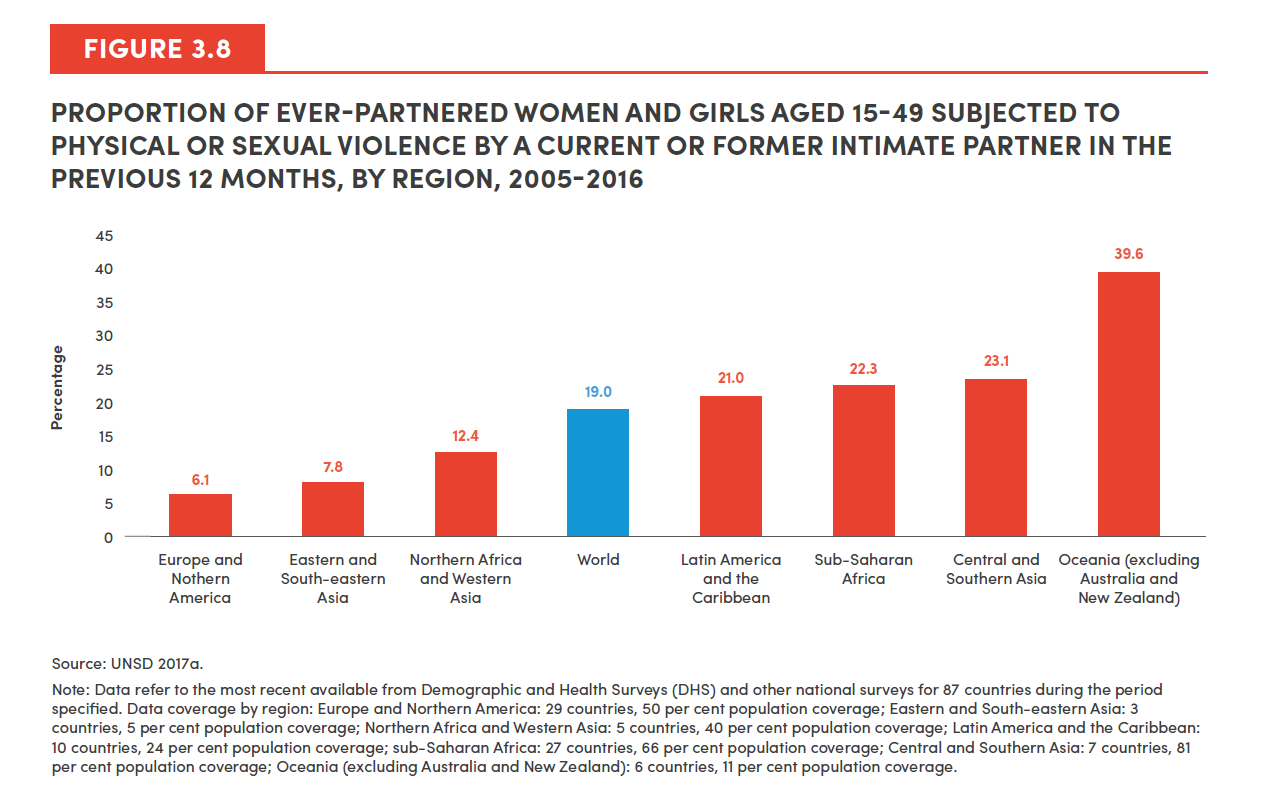 FIGURE 3.8
PROPORTION OF EVER-PARTNERED WOMEN AND GIRLS AGED 15-49 SUBJECTED TO
PHYSICAL OR SEXUAL VIOLENCE BY A CURRENT OR FORMER INTIMATE PARTNER IN THE
PREVIOUS 12 MONTHS, BY REGION, 2005-2016
Percentage
45
40
35
30
25
20
15
10
5
0
6.1
7.8
12.4
19.0
21.0
22.3
23.1
39.6
Europe and
Nothern
America
Eastern and
South-eastern
Asia
Northern Africa
and Western
Asia
World
Latin America
and the
Caribbean
Sub-Saharan
Africa
Central and
Southern Asia
Oceania (excluding
Australia and
New Zealand)
Source: UNSD 2017a.
Note: Data refer to the most recent available from Demographic and Health Surveys (DHS) and other national surveys for 87 countries during the period
specified. Data coverage by region: Europe and Northern America: 29 countries, 50 per cent population coverage; Eastern and South-eastern Asia: 3
countries, 5 per cent population coverage; Northern Africa and Western Asia: 5 countries, 40 per cent population coverage; Latin America and the Caribbean:
10 countries, 24 per cent population coverage; sub-Saharan Africa: 27 countries, 66 per cent population coverage; Central and Southern Asia: 7 countries, 81
per cent population coverage; Oceania (excluding Australia and New Zealand): 6 countries, 11 per cent population coverage.